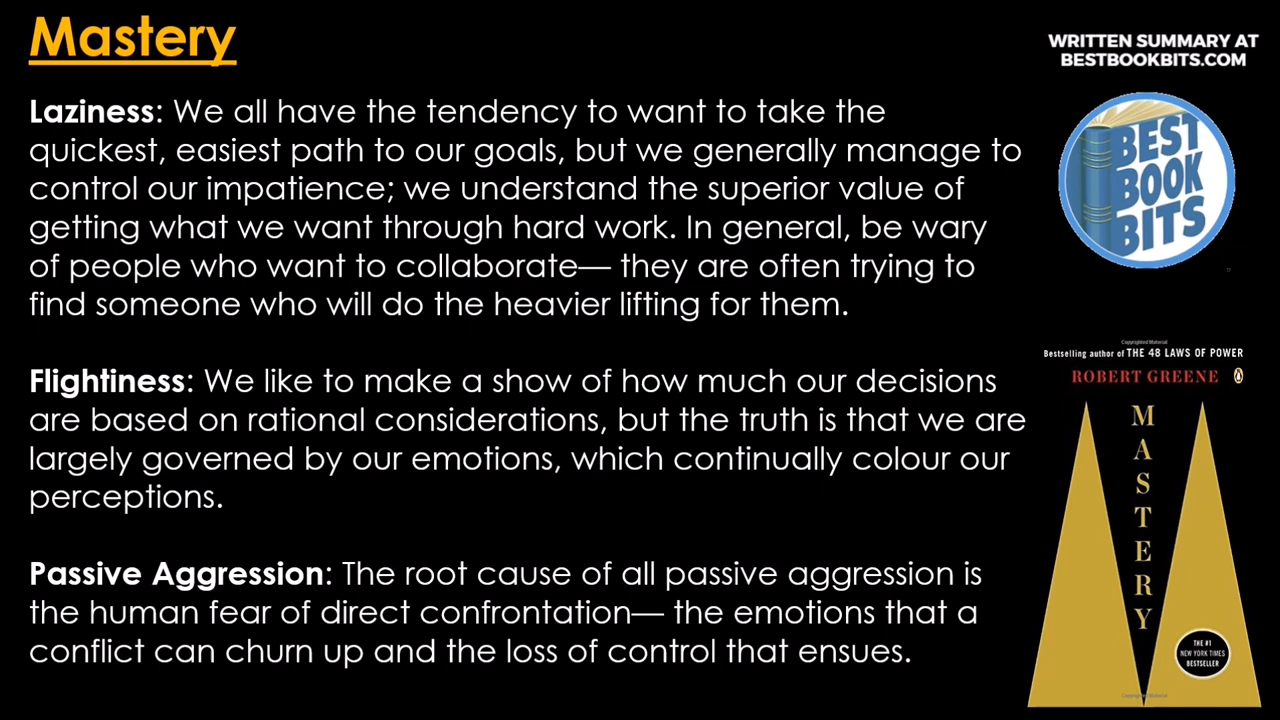 Mastery
Laziness: We all have the tendency to want to take the
quickest, easiest path to our goals, but we generally manage to
control our impatience; we understand the superior value of
getting what we want through hard work. In general, be wary
of people who want to collaborate— they are often trying to
find someone who will do the heavier lifting for them.
Flightiness: We like to make a show of how much our decisions
are based on rational considerations, but the truth is that we are
largely governed by our emotions, which continually colour our
perceptions.
Passive Aggression: The root cause of all passive aggression is
the human fear of direct confrontation— the emotions that a
conflict can churn up and the loss of control that ensues.
WRITTEN SUMMARY AT
BESTBOOKBITS.COM
BEST
BOOK
BITS
Copyrighted Material
Bestselling author of THE 48 LAWS OF POWER
ROBERT GREENE
M
A
S
T
E
R
Y
THE #1
NEW YORK TIMES
BESTSELLER
Copyrighted Material